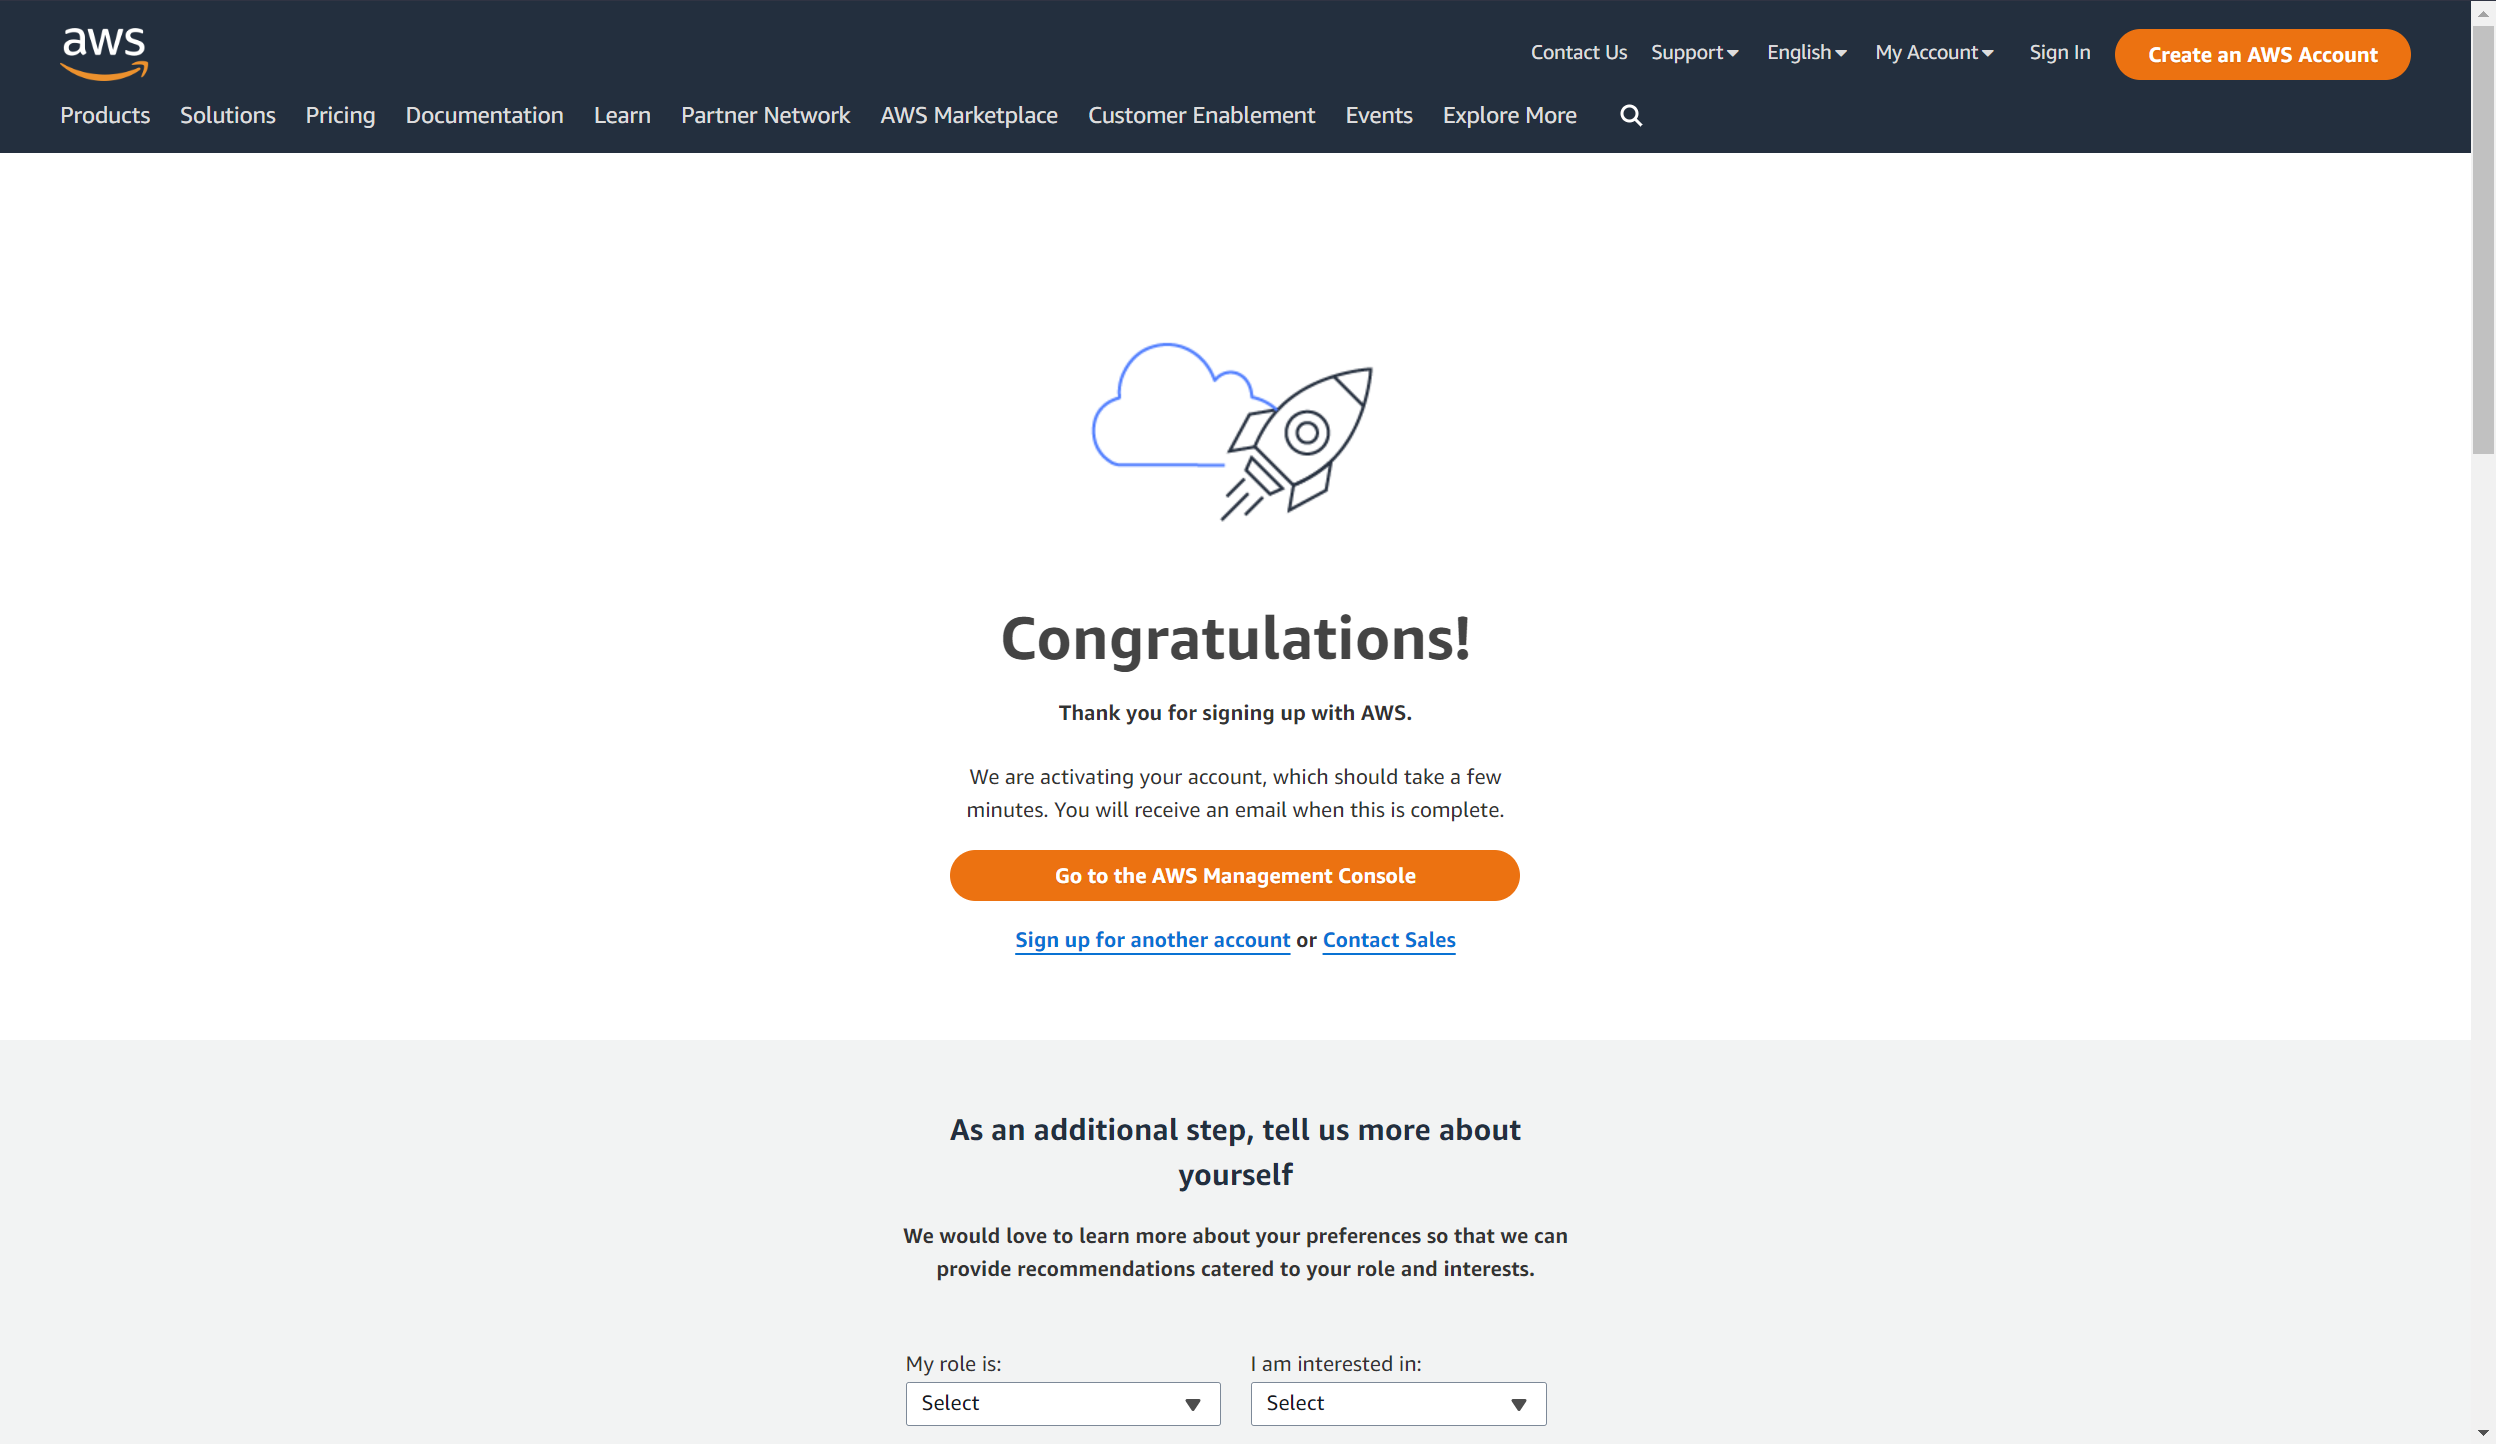 aws
Contact Us Support English My Account Sign In Create an AWS Account
Products Solutions Pricing Documentation Learn Partner Network AWS Marketplace Customer Enablement Events Explore More
Congratulations!
Thank you for signing up with AWS.
We are activating your account, which should take a few
minutes. You will receive an email when this is complete.
Go to the AWS Management Console
Sign up for another account or Contact Sales
As an additional step, tell us more about
yourself
We would love to learn more about your preferences so that we can
provide recommendations catered to your role and interests.
My role is: I am interested in:
Select Select